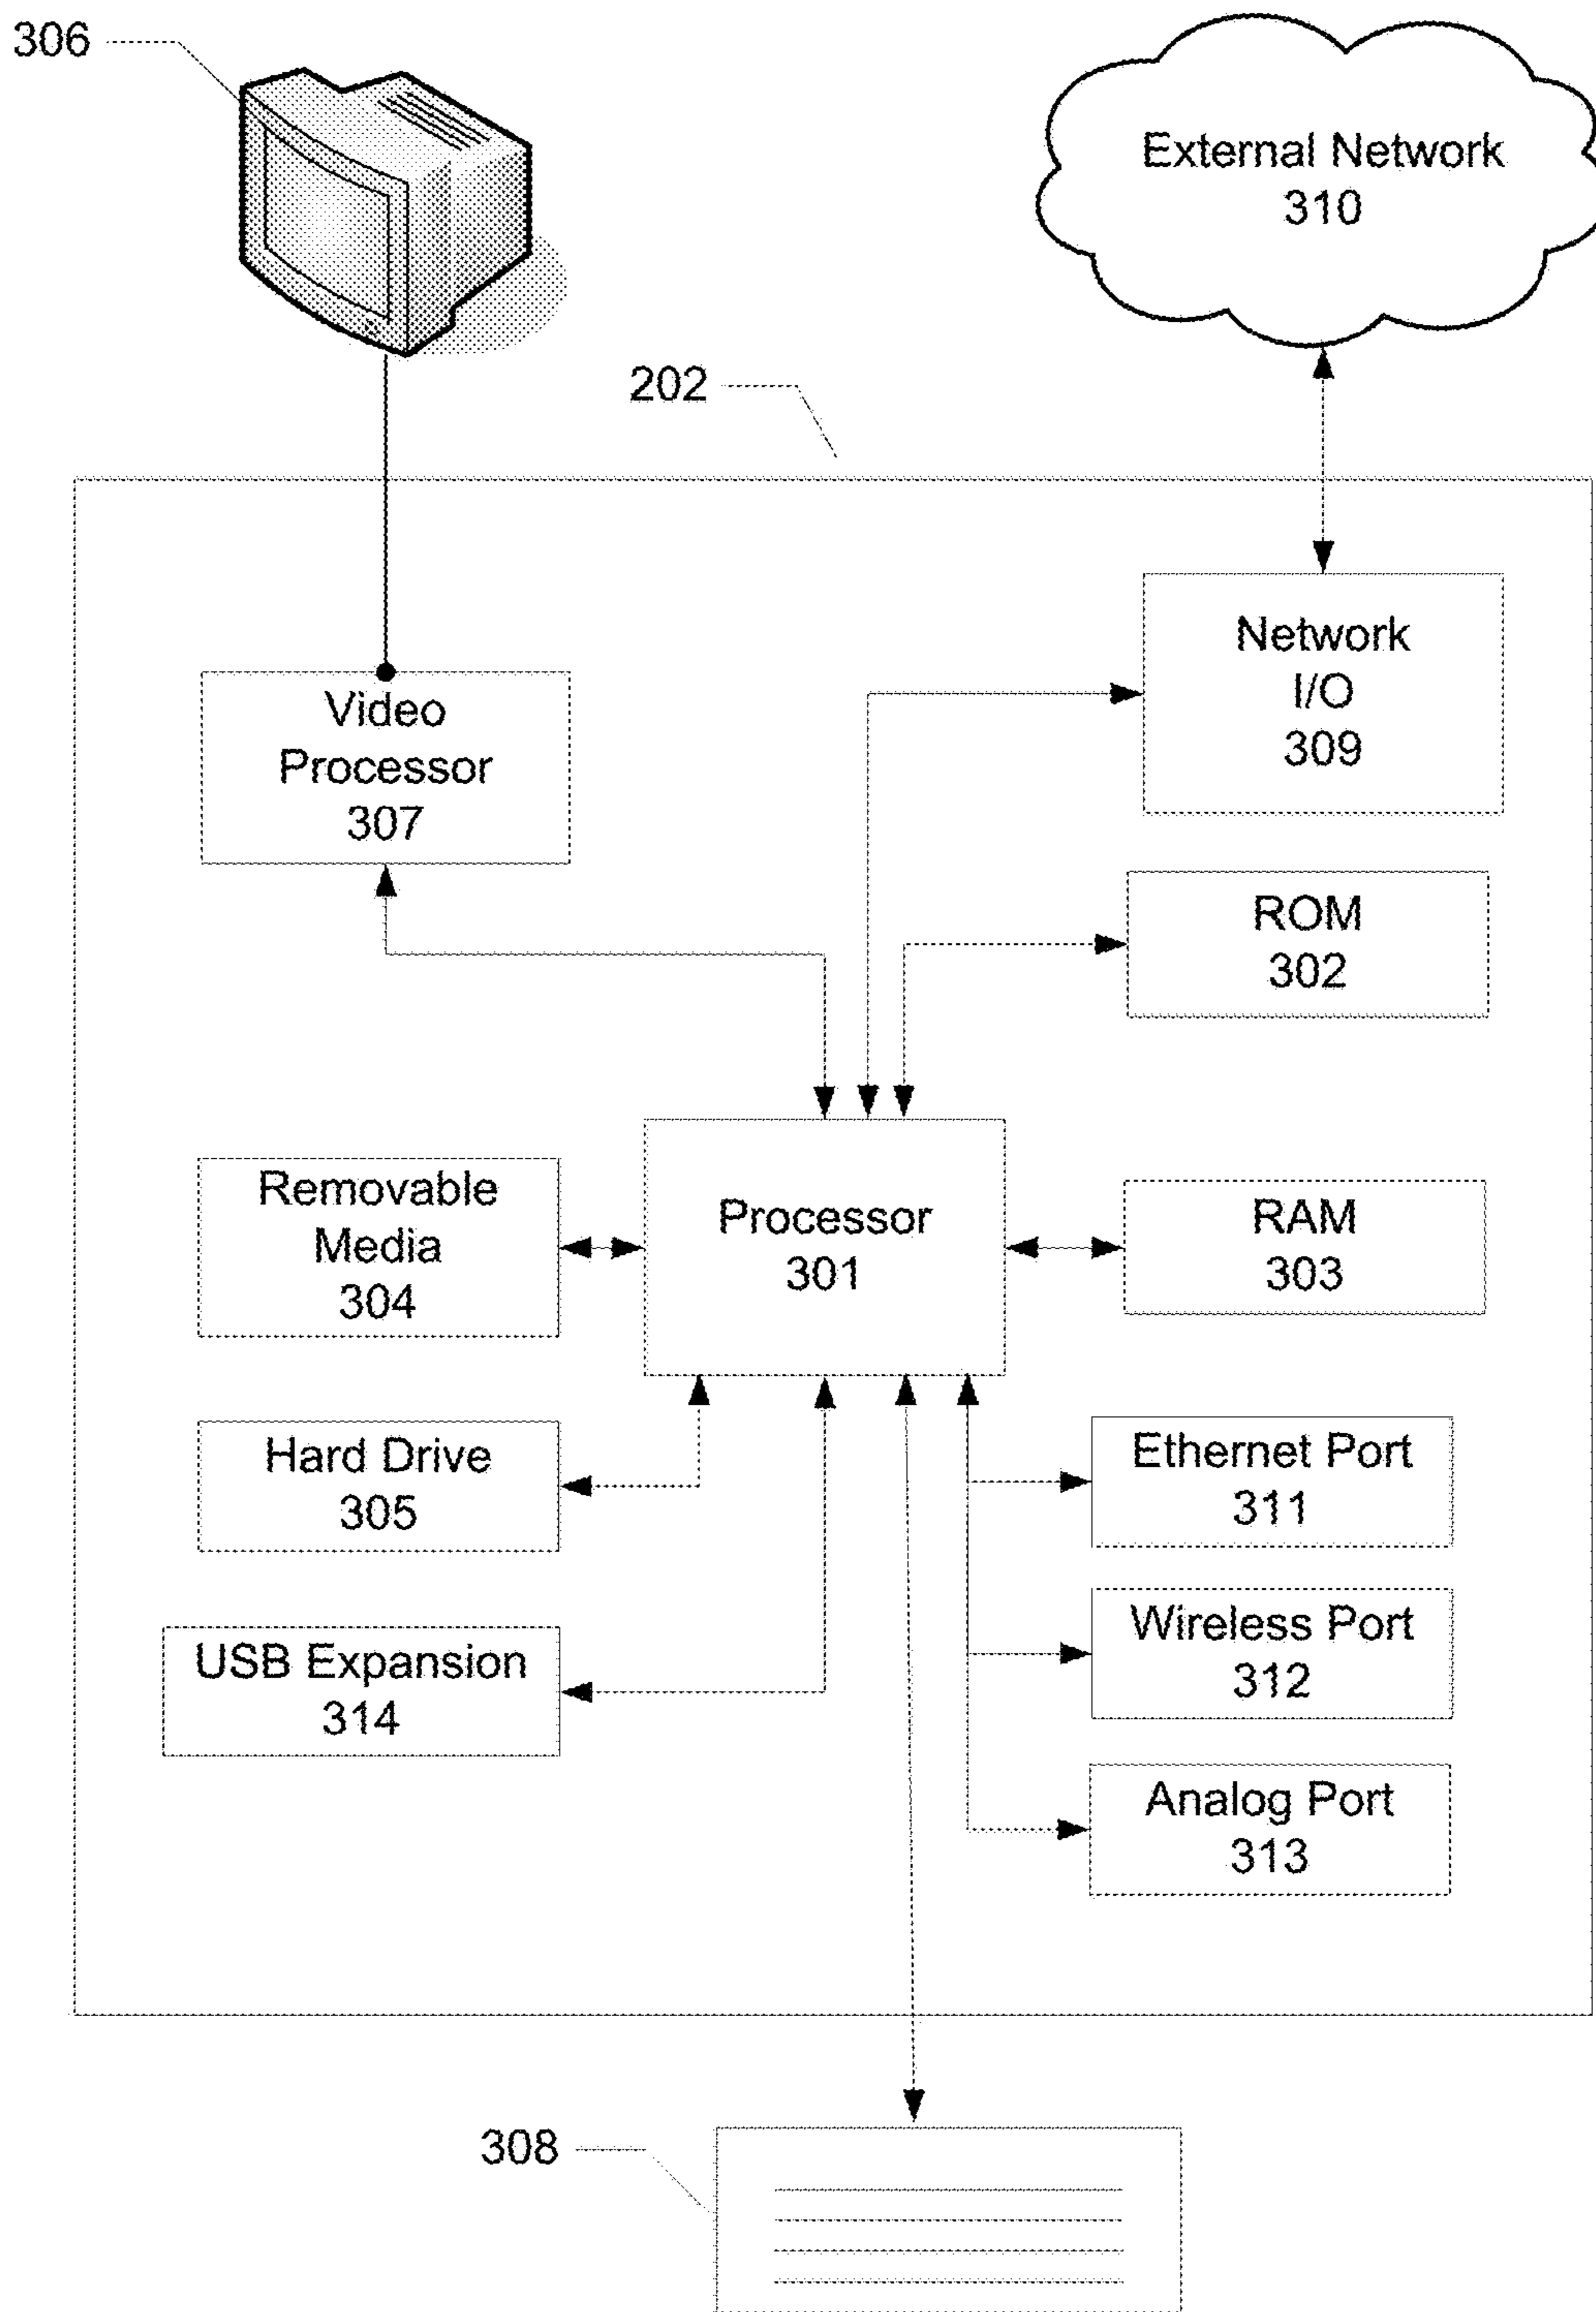 306
External Network
310
202
Network
I/O
309
Video
Processor
307
ROM
302
Removable
Media
304
Processor
301
RAM
303
Hard Drive
305
Ethernet Port
311
USB Expansion
314
Wireless Port
312
Analog Port
313
308